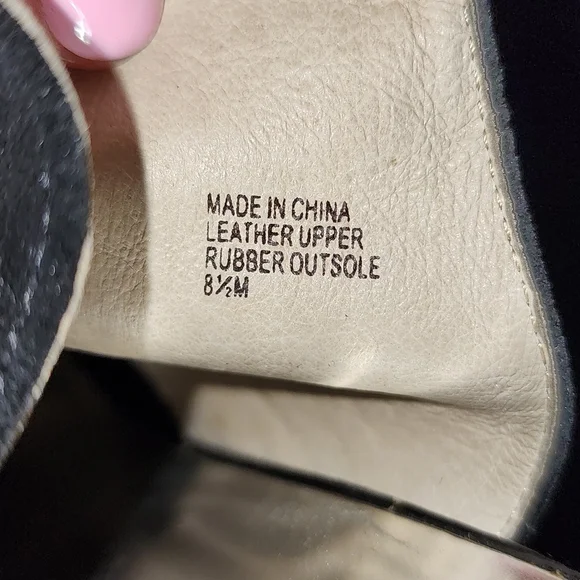 MADE IN CHINA
LEATHER UPPER
RUBBER OUTSOLE
8½M